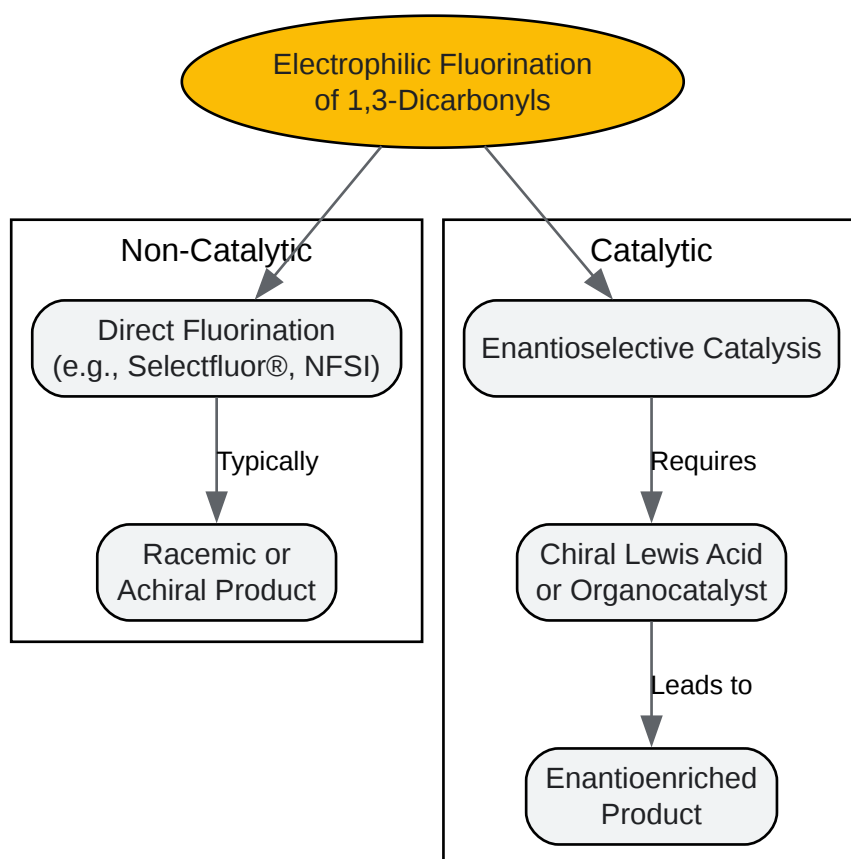 Electrophilic Fluorination
of 1,3-Dicarbonyls
Non-Catalytic
Direct Fluorination
(e.g., Selectfluor®, NFSI)
Typically
Racemic or
Achiral Product
Catalytic
Enantioselective Catalysis
Requires
Chiral Lewis Acid
or Organocatalyst
Leads to
Enantioenriched
Product